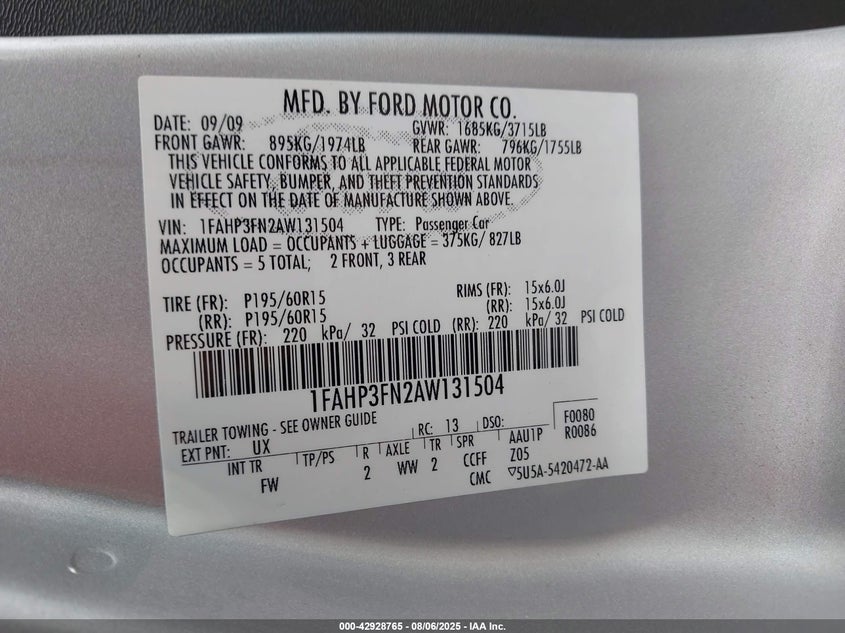 MFD. BY FORD MOTOR CO.
DATE: 09/09 GVWR: 1685KG/3715LB
FRONT GAWR: 895KG/1974LB REAR GAWR: 796KG/1755LB
THIS VEHICLE CONFORMS TO ALL APPLICABLE FEDERAL MOTOR
VEHICLE SAFETY, BUMPER, AND THEFT PREVENTION STANDARDS
IN EFFECT ON THE DATE OF MANUFACTURE SHOWN ABOVE.
VIN: 1FAHP3FN2AW131504 TYPE: Passenger Car
MAXIMUM LOAD = OCCUPANTS + LUGGAGE = 375KG/ 827LB
OCCUPANTS = 5 TOTAL; 2 FRONT, 3 REAR
TIRE (FR): P195/60R15 RIMS (FR): 15x6.0J
(RR): P195/60R15 (RR): 15x6.0J
PRESSURE (FR): 220 kPa/ 32 PSI COLD (RR): 220 kPa/ 32 PSI COLD
1FAHP3FN2AW131504
TRAILER TOWING - SEE OWNER GUIDE RC: 13 DSO: F0080
EXT PNT: UX R0086
INT TR TP/PS R AXLE TR SPR AAU1P
FW 2 WW 2 CCFF Z05
CMC 5U5A-5420472-AA
000-42928765 - 08/06/2025 - IAA Inc.